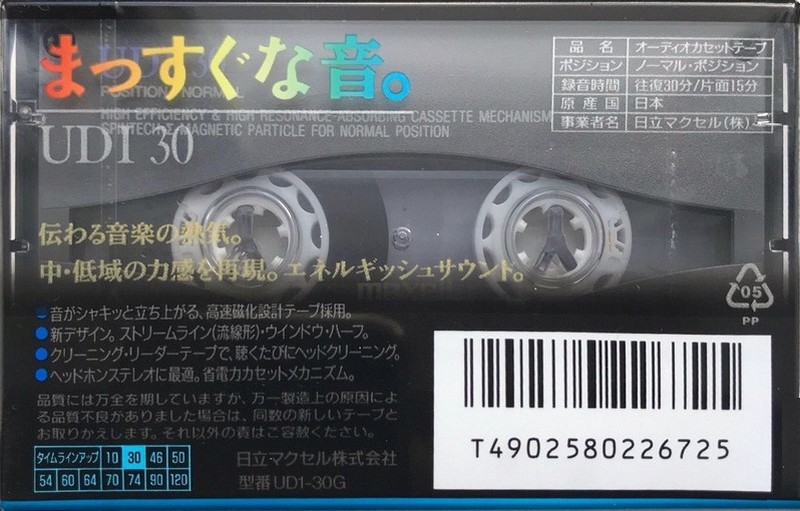 まっすぐな音。
UD1 30
POSITION NORMAL
HIGH EFFICIENCY & HIGH RESONANCE-ABSORBING CASSETTE MECHANISM
MAGNETIC PARTICLE FOR NORMAL POSITION
UD1 30
品名 オーディオカセットテープ
ポジション ノーマル・ポジション
録音時間 往復30分/片面15分
原産国 日本
事業者名 日立マクセル(株)
伝わる音楽の熱気。
中・低域の力感を再現。エネルギッシュサウンド。
maxell
●音がシャキッと立ち上がる、高速磁化設計テープ採用。
●新デザイン。ストリームライン(流線形)・ウインドウ・ハーフ。
●クリーニング・リーダーテープで、聴くたびにヘッドクリーニング。
●ヘッドホンステレオに最適。省電力カセットメカニズム。
品質には万全を期していますが、万一製造上の原因によ
る品質不良がありました場合は、同数の新しいテープと
お取りかえします。それ以外の責はご容赦ください。
タイムラインアップ 10 30 46 50
54 60 64 70 74 90 120
日立マクセル株式会社
型番UD1-30G
05
PP
T4902580226725